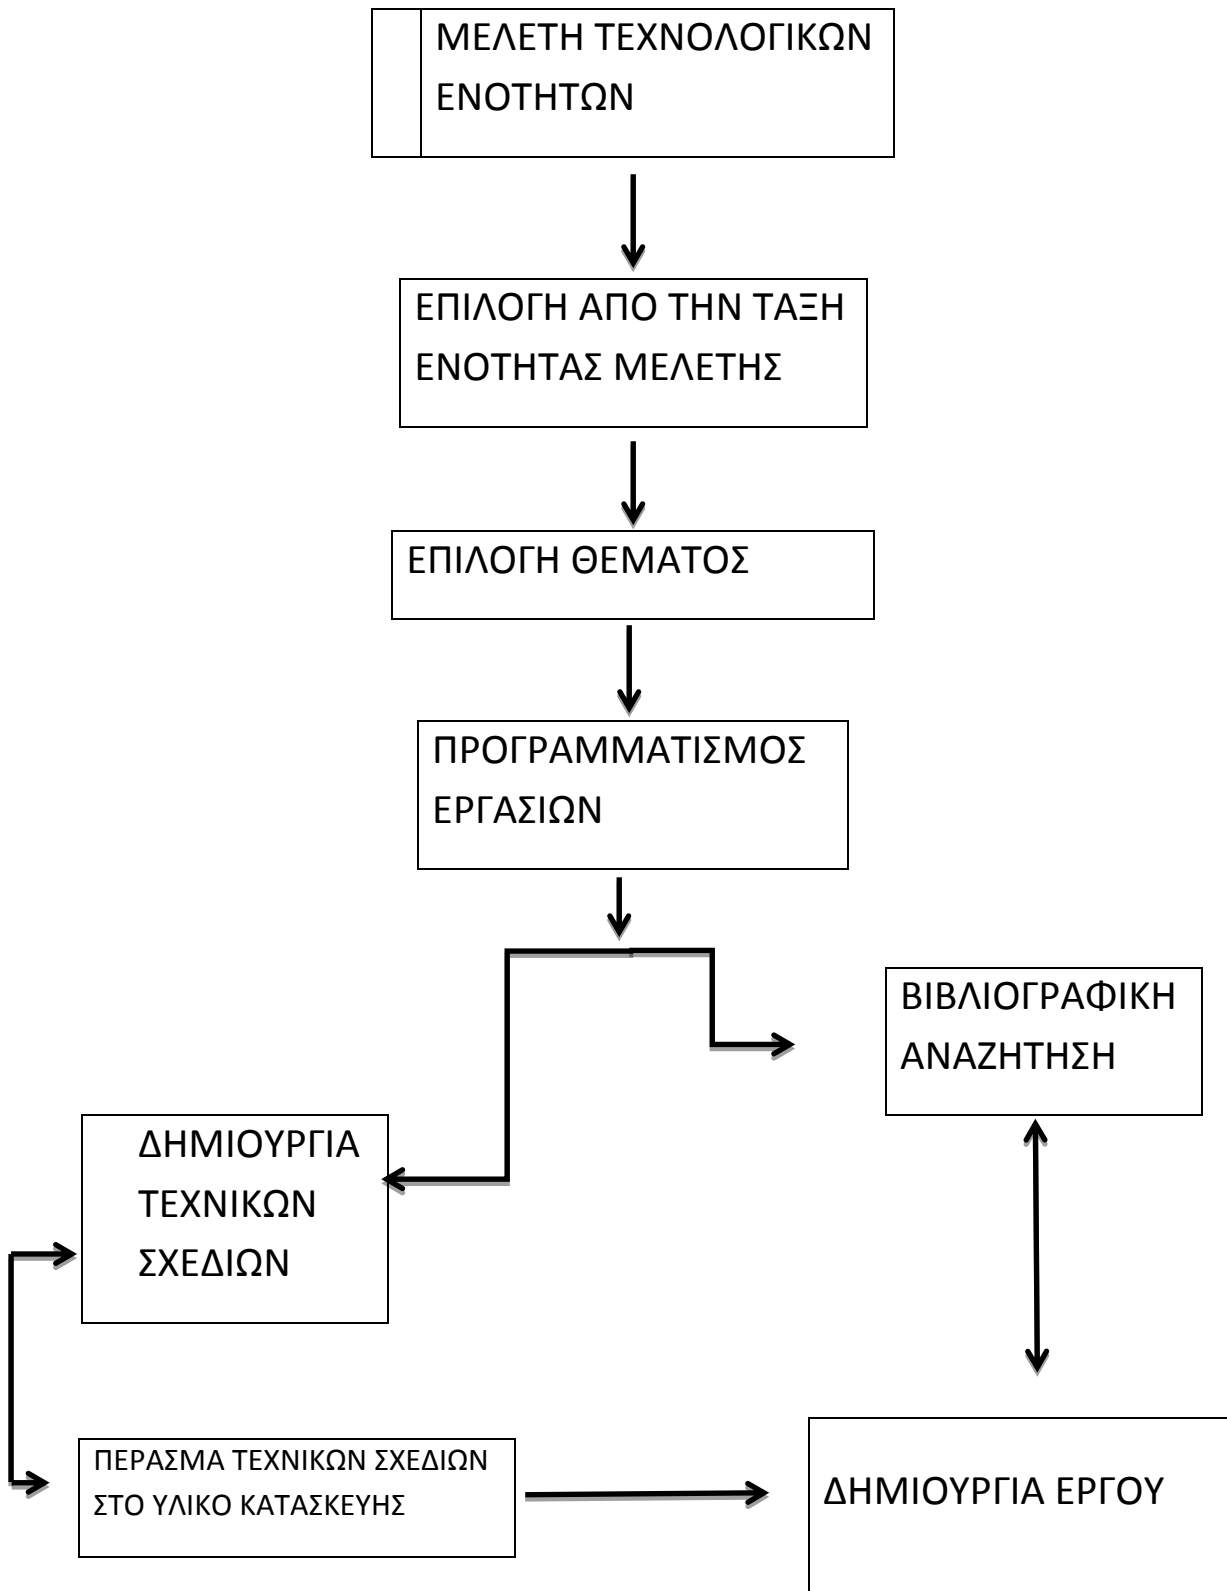 ΜΕΛΕΤΗ ΤΕΧΝΟΛΟΓΙΚΩΝ
ΕΝΟΤΗΤΩΝ
ΕΠΙΛΟΓΗ ΑΠΟ ΤΗΝ ΤΑΞΗ
ΕΝΟΤΗΤΑΣ ΜΕΛΕΤΗΣ
ΕΠΙΛΟΓΗ ΘΕΜΑΤΟΣ
ΠΡΟΓΡΑΜΜΑΤΙΣΜΟΣ
ΕΡΓΑΣΙΩΝ
ΒΙΒΛΙΟΓΡΑΦΙΚΗ
ΑΝΑΖΗΤΗΣΗ
ΔΗΜΙΟΥΡΓΙΑ
ΤΕΧΝΙΚΩΝ
ΣΧΕΔΙΩΝ
ΠΕΡΑΣΜΑ ΤΕΧΝΙΚΩΝ ΣΧΕΔΙΩΝ
ΣΤΟ ΥΛΙΚΟ ΚΑΤΑΣΚΕΥΗΣ
ΔΗΜΙΟΥΡΓΙΑ ΕΡΓΟΥ